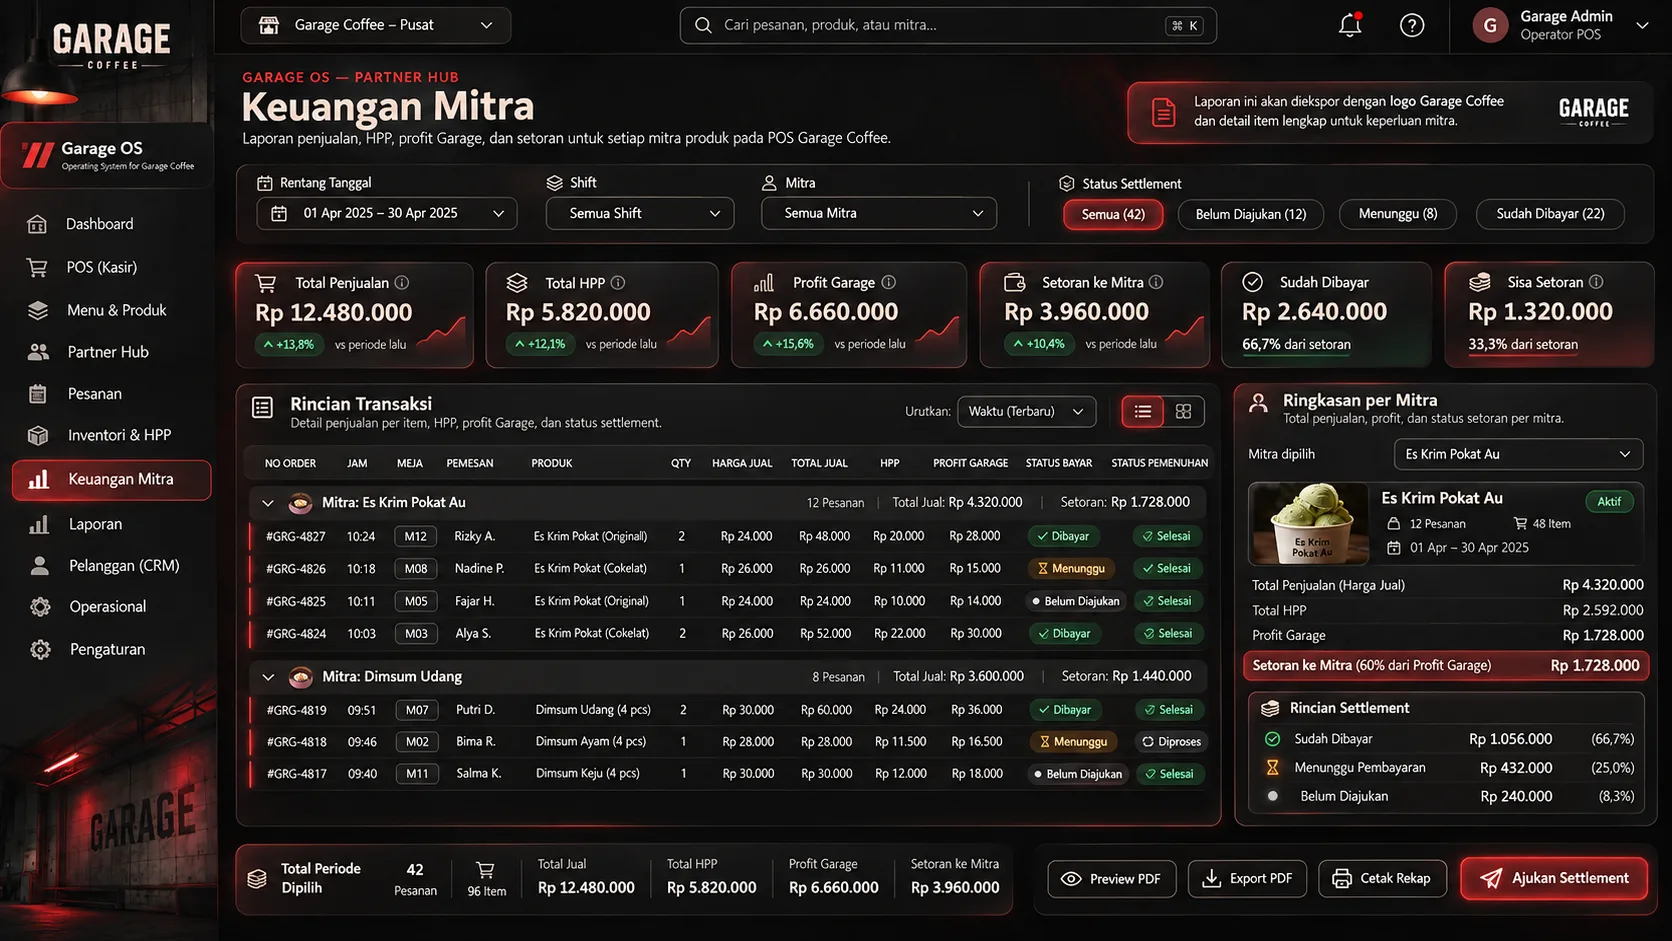 GARAGE
COFFEE
Garage Coffee – Pusat
Cari pesanan, produk, atau mitra...
⌘ K
G
Garage Admin
Operator POS
Garage OS
Operating System for Garage Coffee
Dashboard
POS (Kasir)
Menu & Produk
Partner Hub
Pesanan
Inventori & HPP
Keuangan Mitra
Laporan
Pelanggan (CRM)
Operasional
Pengaturan
GARAGE
GARAGE OS — PARTNER HUB
Keuangan Mitra
Laporan penjualan, HPP, profit Garage, dan setoran untuk setiap mitra produk pada POS Garage Coffee.
Laporan ini akan diekspor dengan logo Garage Coffee
dan detail item lengkap untuk keperluan mitra.
GARAGE
COFFEE
Rentang Tanggal
01 Apr 2025 – 30 Apr 2025
Shift
Semua Shift
Mitra
Semua Mitra
Status Settlement
Semua (42)
Belum Diajukan (12)
Menunggu (8)
Sudah Dibayar (22)
Total Penjualan
Rp 12.480.000
+13,8% vs periode lalu
Total HPP
Rp 5.820.000
+12,1% vs periode lalu
Profit Garage
Rp 6.660.000
+15,6% vs periode lalu
Setoran ke Mitra
Rp 3.960.000
+10,4% vs periode lalu
Sudah Dibayar
Rp 2.640.000
66,7% dari setoran
Sisa Setoran
Rp 1.320.000
33,3% dari setoran
Rincian Transaksi
Detail penjualan per item, HPP, profit Garage, dan status settlement.
Urutkan: Waktu (Terbaru)
NO ORDER JAM MEJA PEMESAN PRODUK QTY HARGA JUAL TOTAL JUAL HPP PROFIT GARAGE STATUS BAYAR STATUS PEMENUHAN
Mitra: Es Krim Pokat Au 12 Pesanan | Total Jual: Rp 4.320.000 | Setoran: Rp 1.728.000
#GRG-4827 10:24 M12 Rizky A. Es Krim Pokat (Originall) 2 Rp 24.000 Rp 48.000 Rp 20.000 Rp 28.000 Dibayar Selesai
#GRG-4826 10:18 M08 Nadine P. Es Krim Pokat (Cokelat) 1 Rp 26.000 Rp 26.000 Rp 11.000 Rp 15.000 Menunggu Selesai
#GRG-4825 10:11 M05 Fajar H. Es Krim Pokat (Original) 1 Rp 24.000 Rp 24.000 Rp 10.000 Rp 14.000 Belum Diajukan Selesai
#GRG-4824 10:03 M03 Alya S. Es Krim Pokat (Cokelat) 2 Rp 26.000 Rp 52.000 Rp 22.000 Rp 30.000 Dibayar Selesai
Mitra: Dimsum Udang 8 Pesanan | Total Jual: Rp 3.600.000 | Setoran: Rp 1.440.000
#GRG-4819 09:51 M07 Putri D. Dimsum Udang (4 pcs) 2 Rp 30.000 Rp 60.000 Rp 24.000 Rp 36.000 Dibayar Selesai
#GRG-4818 09:46 M02 Bima R. Dimsum Ayam (4 pcs) 1 Rp 28.000 Rp 28.000 Rp 11.500 Rp 16.500 Menunggu Diproses
#GRG-4817 09:40 M11 Salma K. Dimsum Keju (4 pcs) 1 Rp 30.000 Rp 30.000 Rp 12.000 Rp 18.000 Belum Diajukan Selesai
Ringkasan per Mitra
Total penjualan, profit, dan status setoran per mitra.
Mitra dipilih
Es Krim Pokat Au
Es Krim
Pokat Au
Es Krim Pokat Au
Aktif
12 Pesanan
48 Item
01 Apr – 30 Apr 2025
Total Penjualan (Harga Jual) Rp 4.320.000
Total HPP Rp 2.592.000
Profit Garage Rp 1.728.000
Setoran ke Mitra (60% dari Profit Garage) Rp 1.728.000
Rincian Settlement
Sudah Dibayar Rp 1.056.000 (66,7%)
Menunggu Pembayaran Rp 432.000 (25,0%)
Belum Diajukan Rp 240.000 (8,3%)
Total Periode
Dipilih
42
Pesanan
96 Item
Total Jual
Rp 12.480.000
Total HPP
Rp 5.820.000
Profit Garage
Rp 6.660.000
Setoran ke Mitra
Rp 3.960.000
Preview PDF
Export PDF
Cetak Rekap
Ajukan Settlement